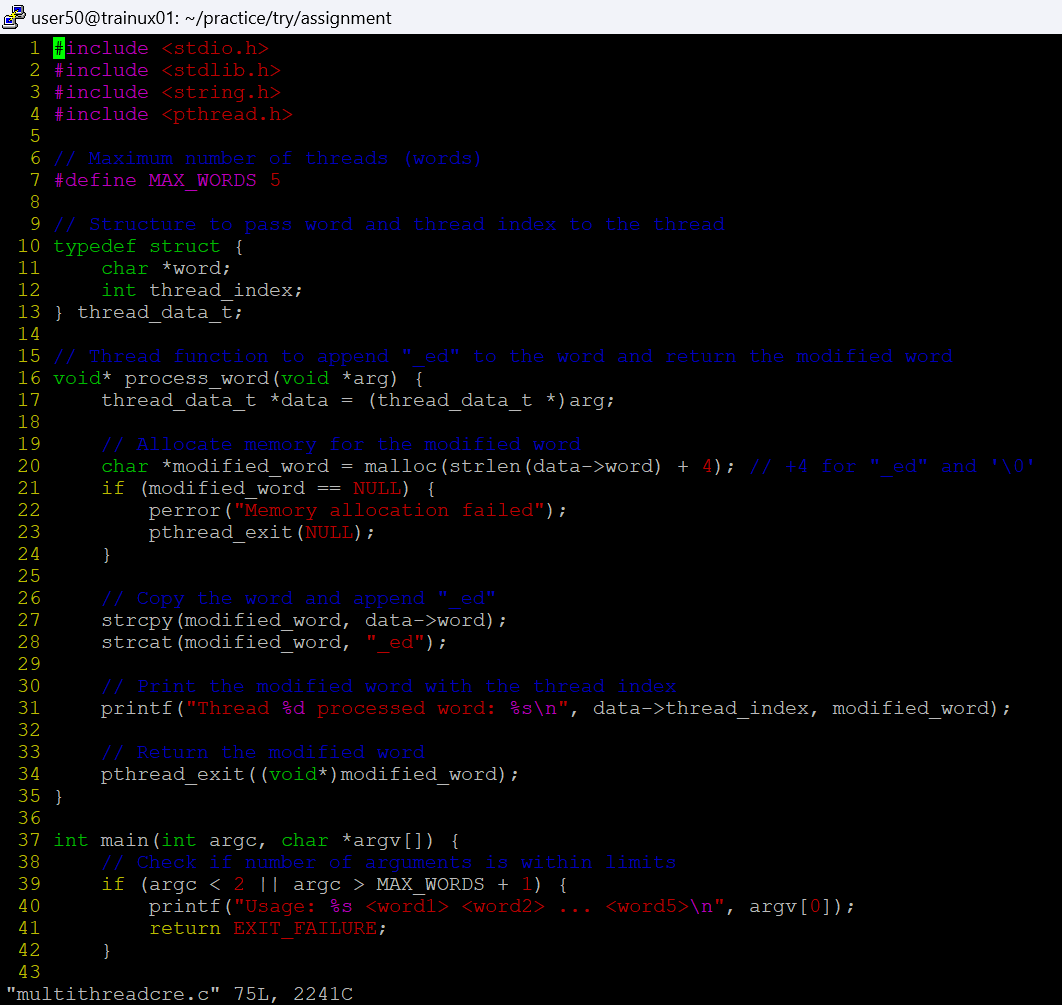 user50@trainux01: ~/practice/try/assignment
1 #include <stdio.h>
2 #include <stdlib.h>
3 #include <string.h>
4 #include <pthread.h>
5
6 // Maximum number of threads (words)
7 #define MAX_WORDS 5
8
9 // Structure to pass word and thread index to the thread
10 typedef struct {
11     char *word;
12     int thread_index;
13 } thread_data_t;
14
15 // Thread function to append "_ed" to the word and return the modified word
16 void* process_word(void *arg) {
17     thread_data_t *data = (thread_data_t *)arg;
18
19     // Allocate memory for the modified word
20     char *modified_word = malloc(strlen(data->word) + 4); // +4 for "_ed" and '\0'
21     if (modified_word == NULL) {
22         perror("Memory allocation failed");
23         pthread_exit(NULL);
24     }
25
26     // Copy the word and append "_ed"
27     strcpy(modified_word, data->word);
28     strcat(modified_word, "_ed");
29
30     // Print the modified word with the thread index
31     printf("Thread %d processed word: %s\n", data->thread_index, modified_word);
32
33     // Return the modified word
34     pthread_exit((void*)modified_word);
35 }
36
37 int main(int argc, char *argv[]) {
38     // Check if number of arguments is within limits
39     if (argc < 2 || argc > MAX_WORDS + 1) {
40         printf("Usage: %s <word1> <word2> ... <word5>\n", argv[0]);
41         return EXIT_FAILURE;
42     }
43
"multithreadcre.c" 75L, 2241C